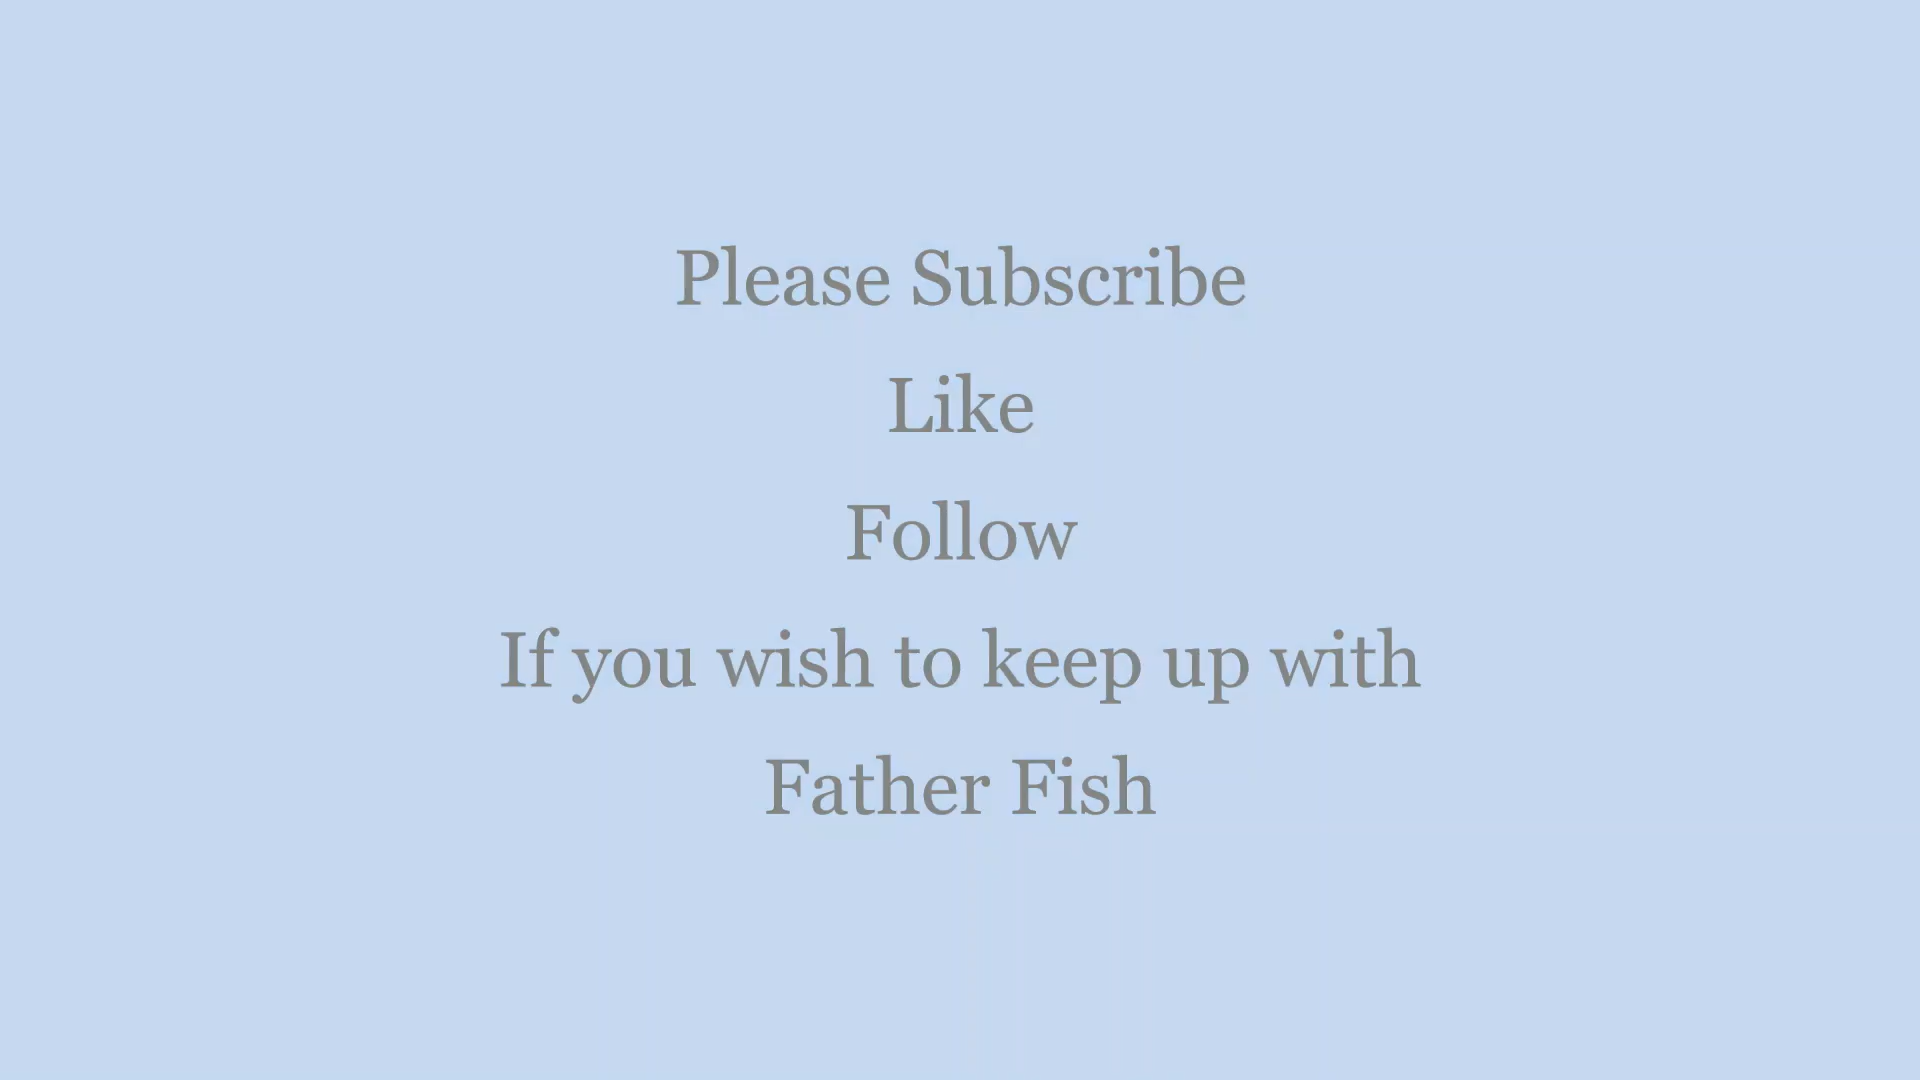 Please Subscribe
Like
Follow
If you wish to keep up with
Father Fish